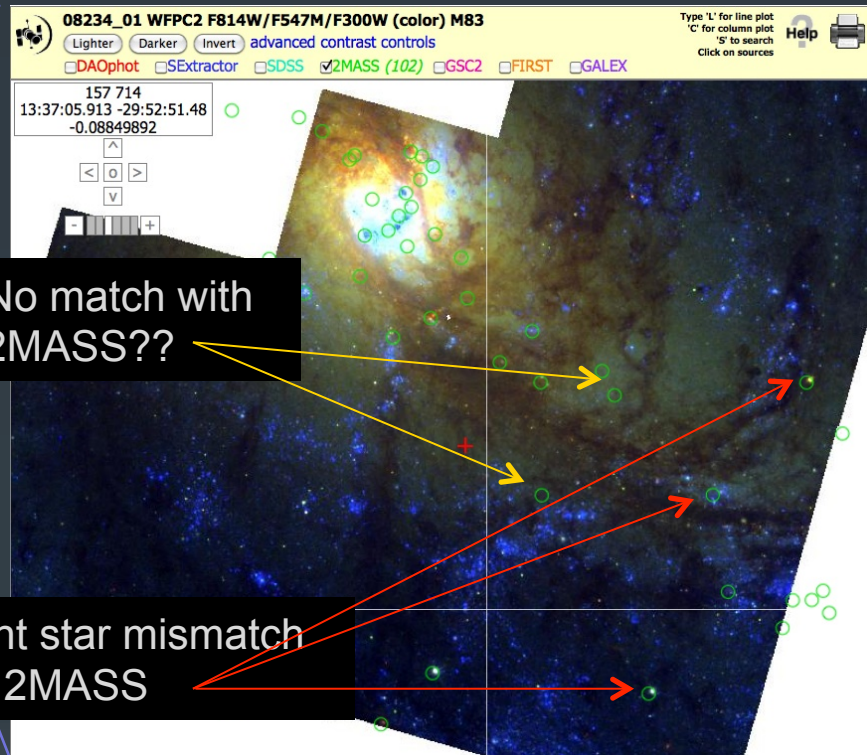 08234_01 WFPC2 F814W/F547M/F300W (color) M83
Lighter Darker Invert advanced contrast controls
DAOphot SExtractor SDSS 2MASS (102) GSC2 FIRST GALEX
Type 'L' for line plot
'C' for column plot
'S' to search
Click on sources
Help
157 714
13:37:05.913 -29:52:51.48
-0.08849892
^
< o >
v
- +
No match with
2MASS??
star mismatch
2MASS